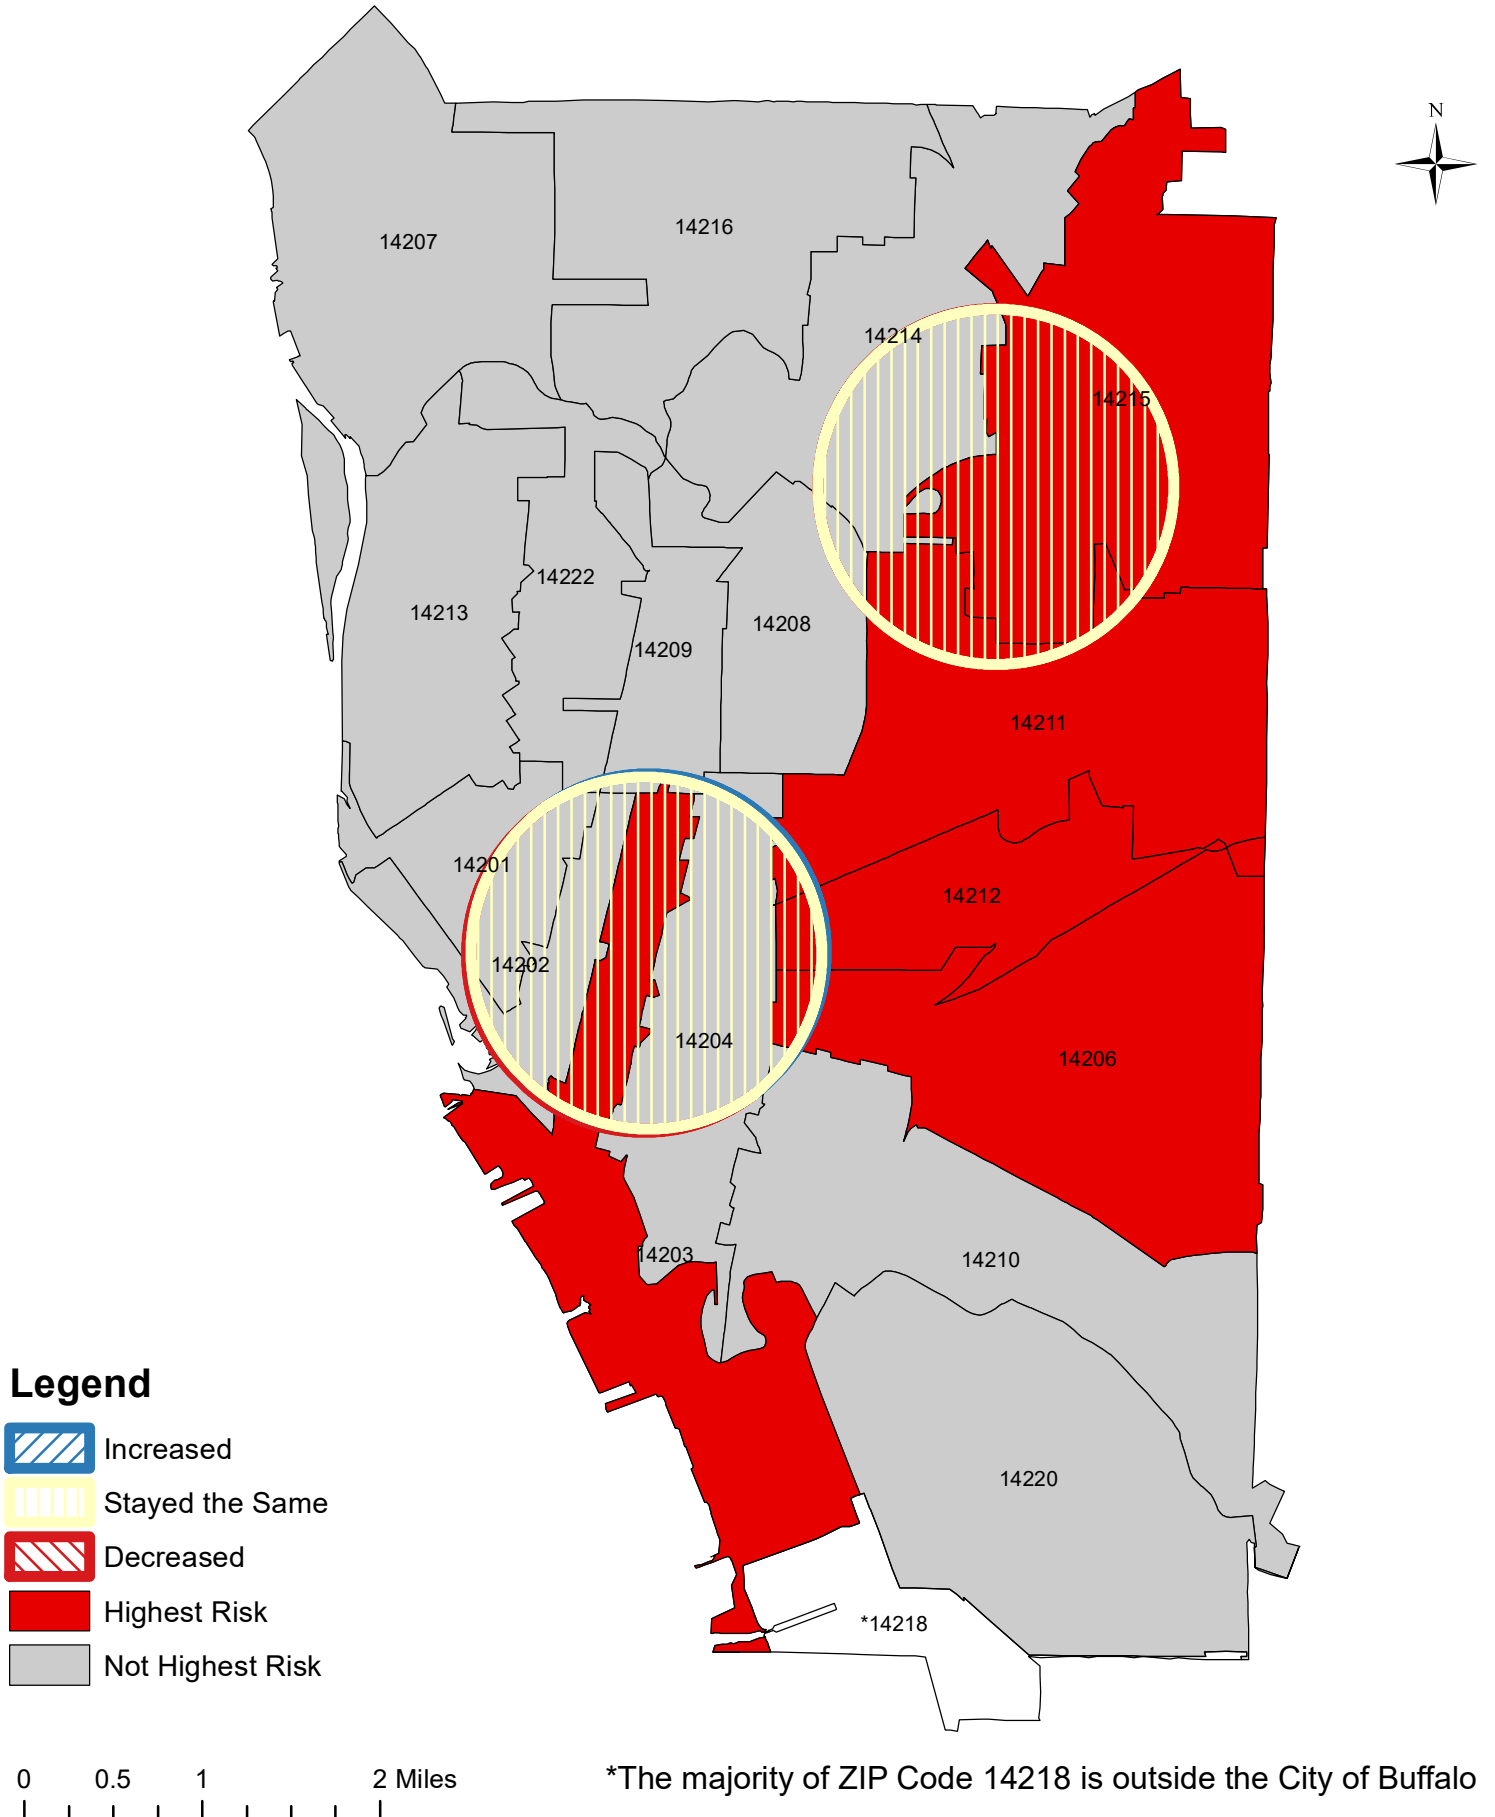 N
14207
14216
14214
14215
14222
14213
14208
14209
14211
14201
14212
14202
14204
14206
14203
14210
Legend
Increased
14220
Stayed the Same
Decreased
Highest Risk
*14218
Not Highest Risk
0 0.5 1 2 Miles
*The majority of ZIP Code 14218 is outside the City of Buffalo